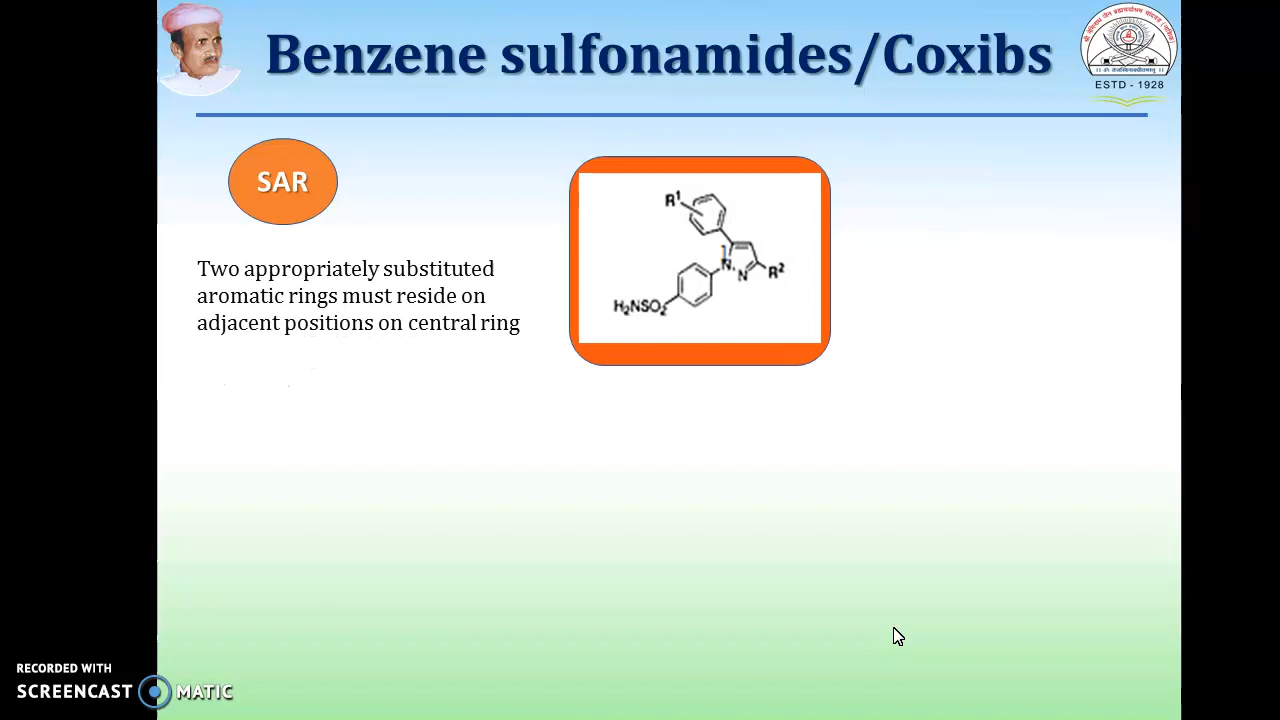 Benzene sulfonamides/Coxibs
ESTD - 1928
SAR
Two appropriately substituted
aromatic rings must reside on
adjacent positions on central ring
R¹
1
N
N
R²
H₂NSO₂
RECORDED WITH
SCREENCAST MATIC